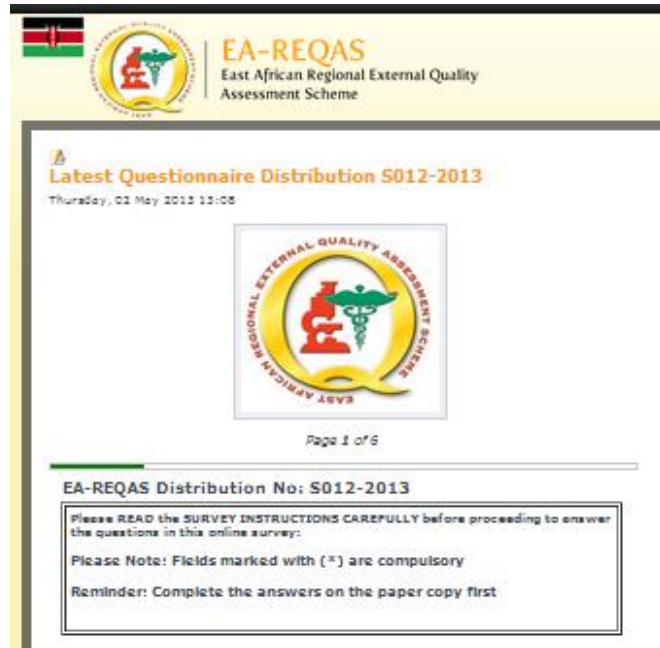 EA-REQAS
East African Regional External Quality
Assessment Scheme
Latest Questionnaire Distribution S012-2013
Thursday, 02 May 2013 13:08
EAST AFRICAN REGIONAL EXTERNAL QUALITY ASSESSMENT SCHEME
Page 1 of 6
EA-REQAS Distribution No: S012-2013
Please READ the SURVEY INSTRUCTIONS CAREFULLY before proceeding to answer
the questions in this online survey:
Please Note: Fields marked with (*) are compulsory
Reminder: Complete the answers on the paper copy first